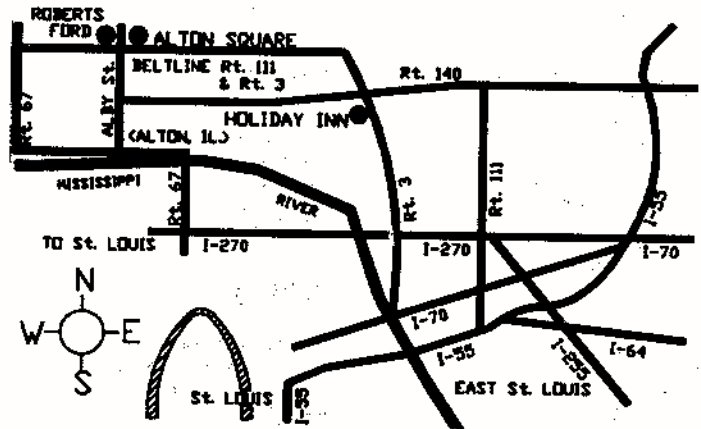 ROBERTS
FORD
ALTON SQUARE
BELTLINE Rt. 111
& Rt. 3
Rt. 140
Rt. 67
ALBY St.
HOLIDAY INN
(ALTON, IL.)
MISSISSIPPI
RIVER
Rt. 67
Rt. 3
Rt. 111
I-55
TO St. LOUIS
I-270
I-270
I-70
N
W
E
S
I-70
I-55
I-255
I-64
St. LOUIS
I-55
EAST St. LOUIS